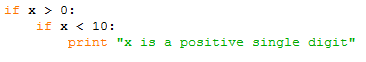 if x > 0:
    if x < 10:
        print "x is a positive single digit"